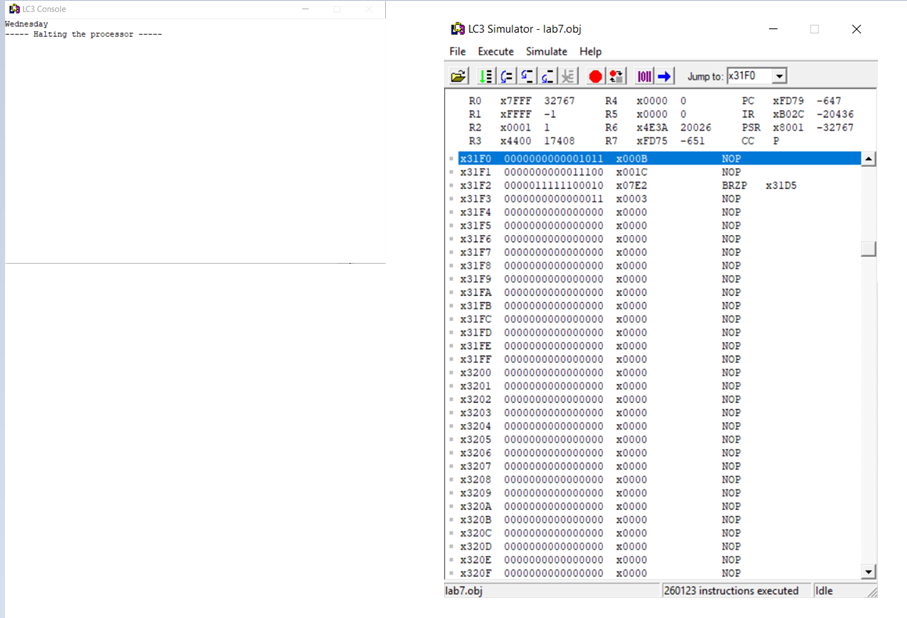 LC3 Console
Wednesday
----- Halting the processor -----
LC3 Simulator - lab7.obj
File Execute Simulate Help
Jump to: x31F0
R0 x7FFF 32767 R4 x0000 0 PC xFD79 -647
R1 xFFFF -1 R5 x0000 0 IR xB02C -20436
R2 x0001 1 R6 x4E3A 20026 PSR x8001 -32767
R3 x4400 17408 R7 xFD75 -651 CC P
x31F0 0000000000001011 x000B NOP
x31F1 0000000000011100 x001C NOP
x31F2 0000011111100010 x07E2 BRZP x31D5
x31F3 0000000000000011 x0003 NOP
x31F4 0000000000000000 x0000 NOP
x31F5 0000000000000000 x0000 NOP
x31F6 0000000000000000 x0000 NOP
x31F7 0000000000000000 x0000 NOP
x31F8 0000000000000000 x0000 NOP
x31F9 0000000000000000 x0000 NOP
x31FA 0000000000000000 x0000 NOP
x31FB 0000000000000000 x0000 NOP
x31FC 0000000000000000 x0000 NOP
x31FD 0000000000000000 x0000 NOP
x31FE 0000000000000000 x0000 NOP
x31FF 0000000000000000 x0000 NOP
x3200 0000000000000000 x0000 NOP
x3201 0000000000000000 x0000 NOP
x3202 0000000000000000 x0000 NOP
x3203 0000000000000000 x0000 NOP
x3204 0000000000000000 x0000 NOP
x3205 0000000000000000 x0000 NOP
x3206 0000000000000000 x0000 NOP
x3207 0000000000000000 x0000 NOP
x3208 0000000000000000 x0000 NOP
x3209 0000000000000000 x0000 NOP
x320A 0000000000000000 x0000 NOP
x320B 0000000000000000 x0000 NOP
x320C 0000000000000000 x0000 NOP
x320D 0000000000000000 x0000 NOP
x320E 0000000000000000 x0000 NOP
x320F 0000000000000000 x0000 NOP
lab7.obj 260123 instructions executed Idle